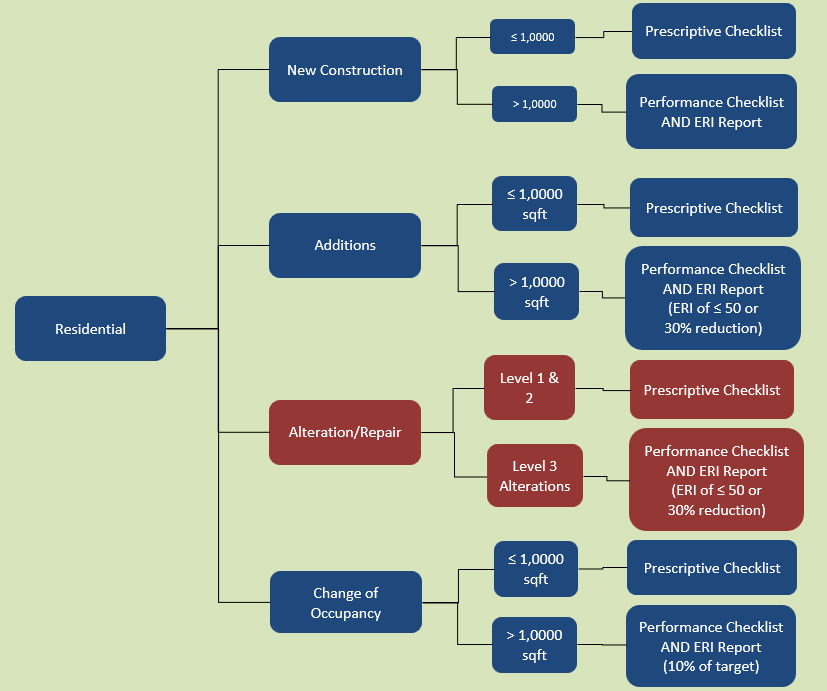 Residential
New Construction
≤ 1,0000
Prescriptive Checklist
> 1,0000
Performance Checklist
AND ERI Report
Additions
≤ 1,0000
sqft
Prescriptive Checklist
> 1,0000
sqft
Performance Checklist
AND ERI Report
(ERI of ≤ 50 or
30% reduction)
Alteration/Repair
Level 1 &
2
Prescriptive Checklist
Level 3
Alterations
Performance Checklist
AND ERI Report
(ERI of ≤ 50 or
30% reduction)
Change of
Occupancy
≤ 1,0000
sqft
Prescriptive Checklist
> 1,0000
sqft
Performance Checklist
AND ERI Report
(10% of target)